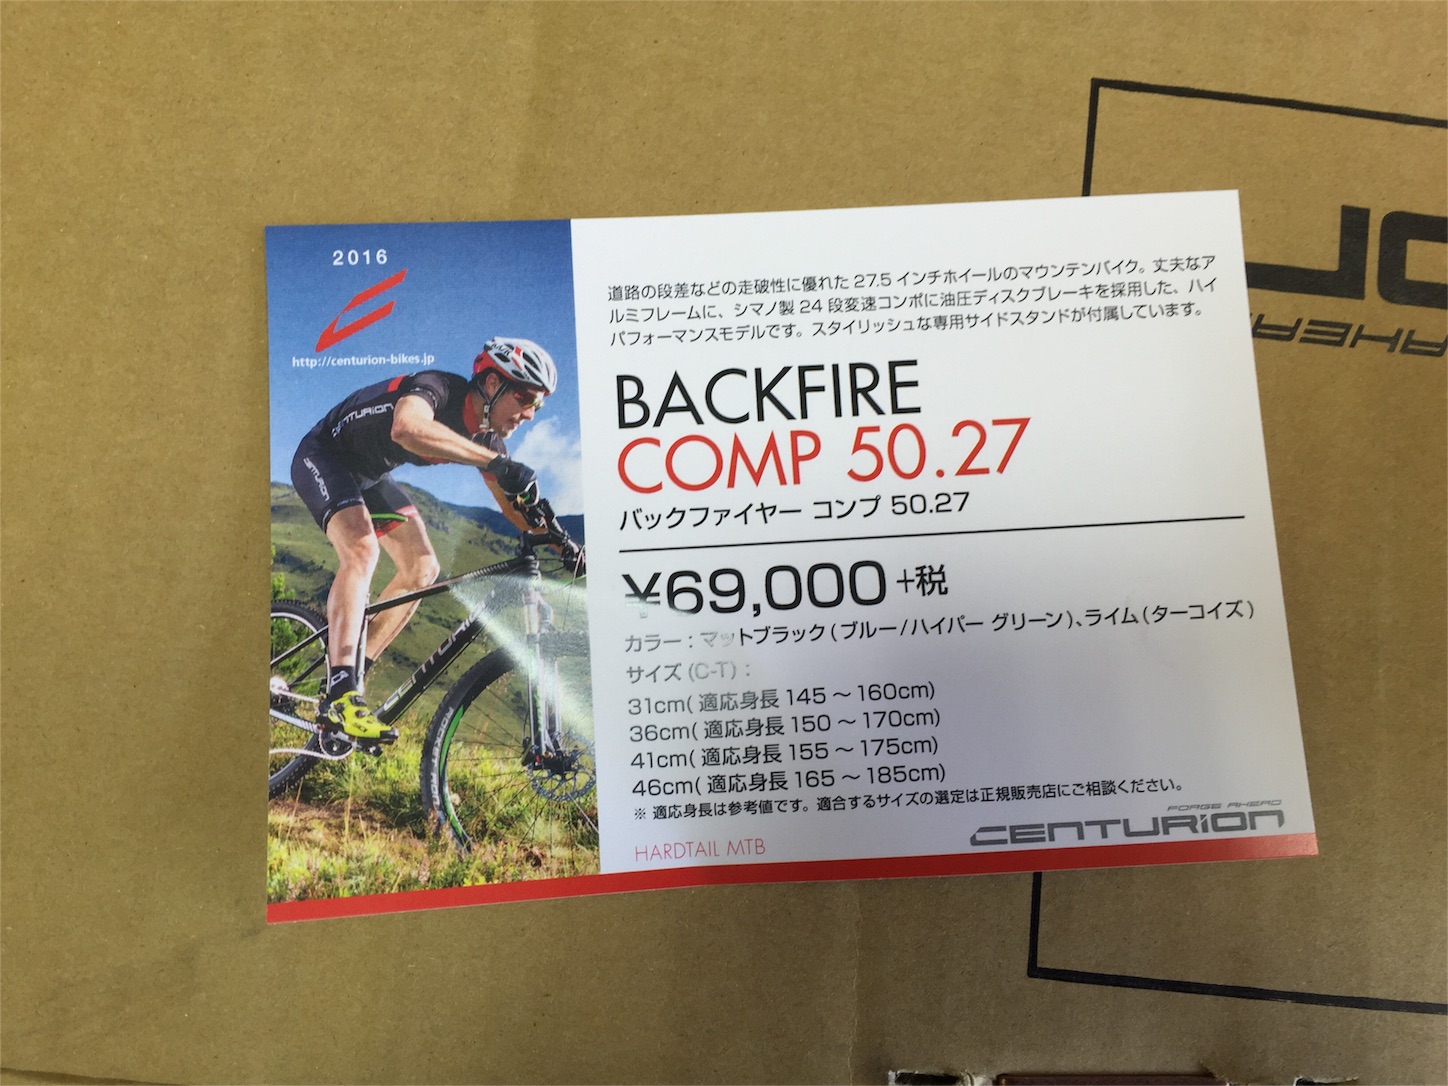 2016
http://centurion-bikes.jp
CENTURION
CENTURION
CENTURION
道路の段差などの走破性に優れた 27.5 インチホイールのマウンテンバイク。丈夫なア
ルミフレームに、シマノ製 24 段変速コンポに油圧ディスクブレーキを採用した、ハイ
パフォーマンスモデルです。スタイリッシュな専用サイドスタンドが付属しています。
BACKFIRE
COMP 50.27
バックファイヤー コンプ 50.27
¥69,000 +税
カラー : マットブラック ( ブルー / ハイパー グリーン )、ライム ( ターコイズ )
サイズ (C-T) :
31cm( 適応身長 145 ～ 160cm)
36cm( 適応身長 150 ～ 170cm)
41cm( 適応身長 155 ～ 175cm)
46cm( 適応身長 165 ～ 185cm)
※ 適応身長は参考値です。適合するサイズの選定は正規販売店にご相談ください。
FORGE AHEAD
CENTURION
HARDTAIL MTB